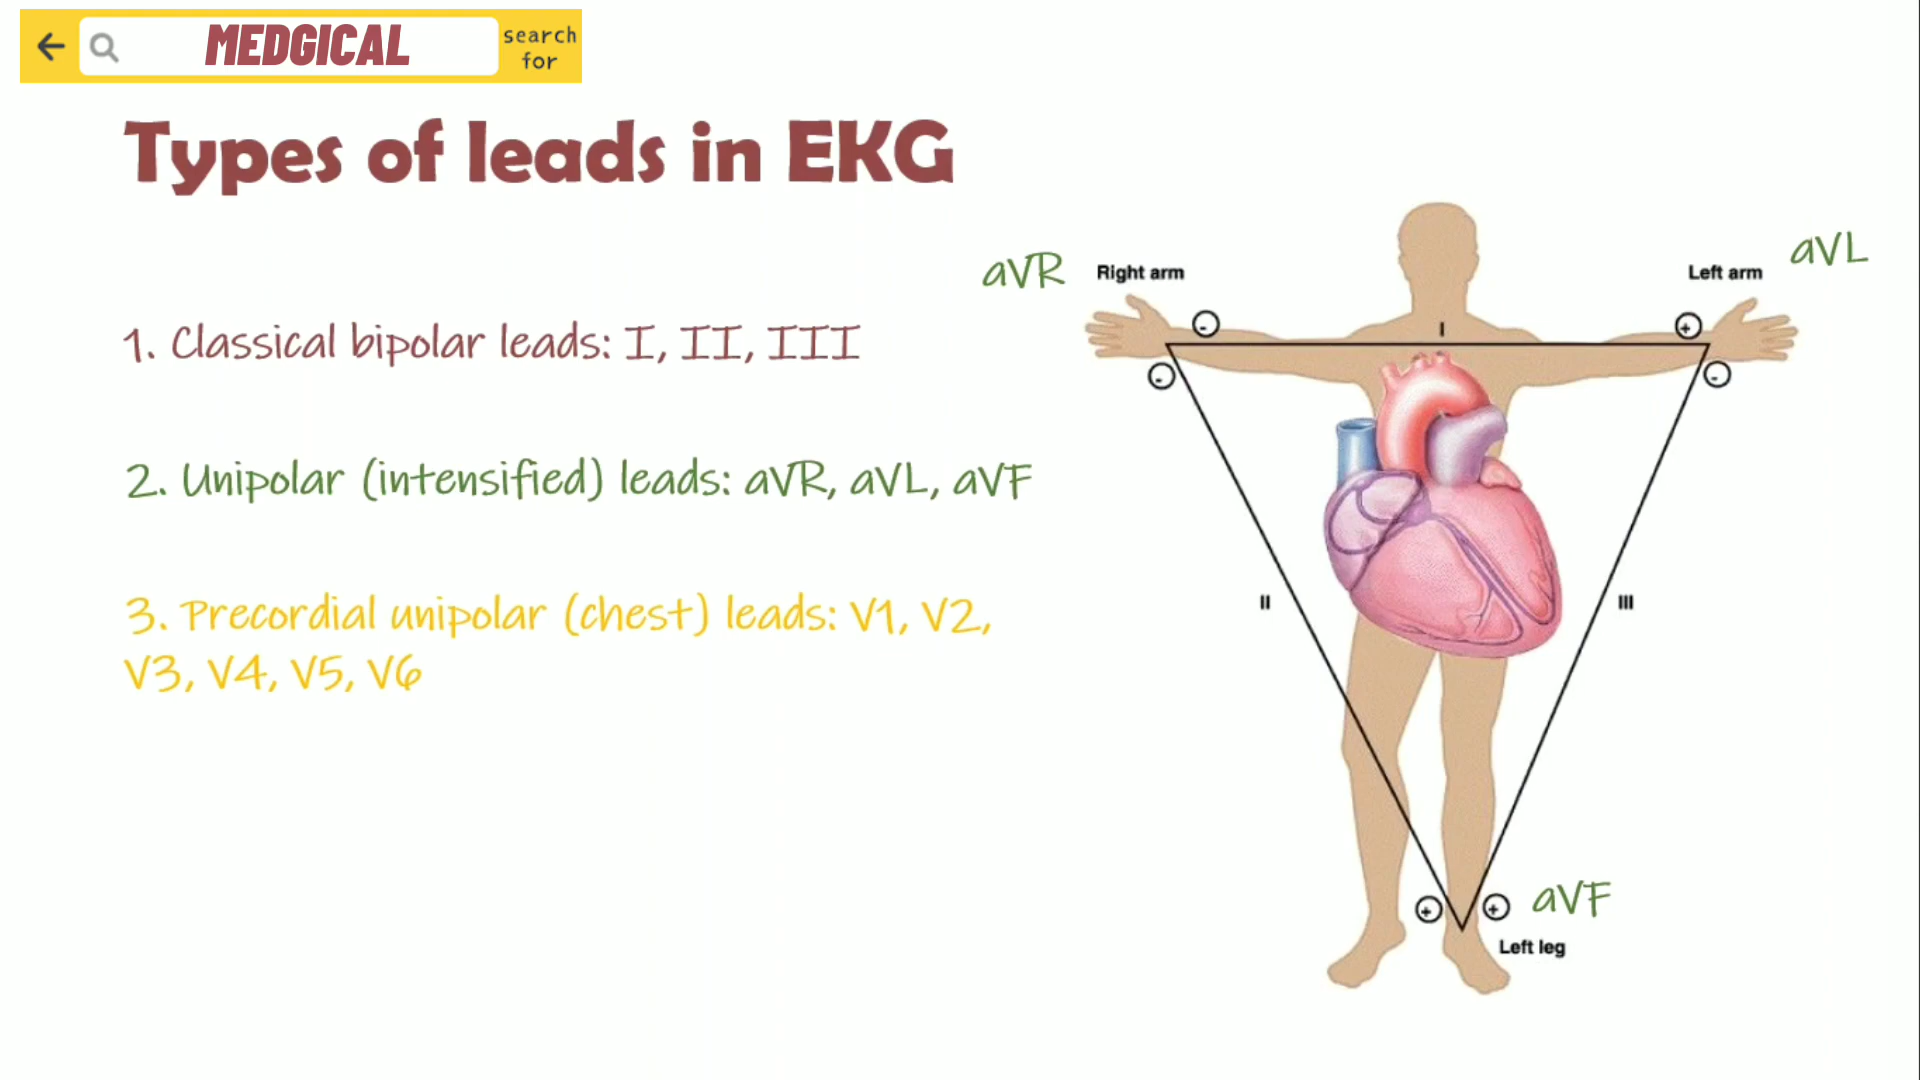 MEDGICAL
search
for
Types of leads in EKG
1. Classical bipolar leads: I, II, III
2. Unipolar (intensified) leads: aVR, aVL, aVF
3. Precordial unipolar (chest) leads: V1, V2,
V3, V4, V5, V6
aVR Right arm
Left arm aVL
- I +
- -
II III
+ + aVF
Left leg